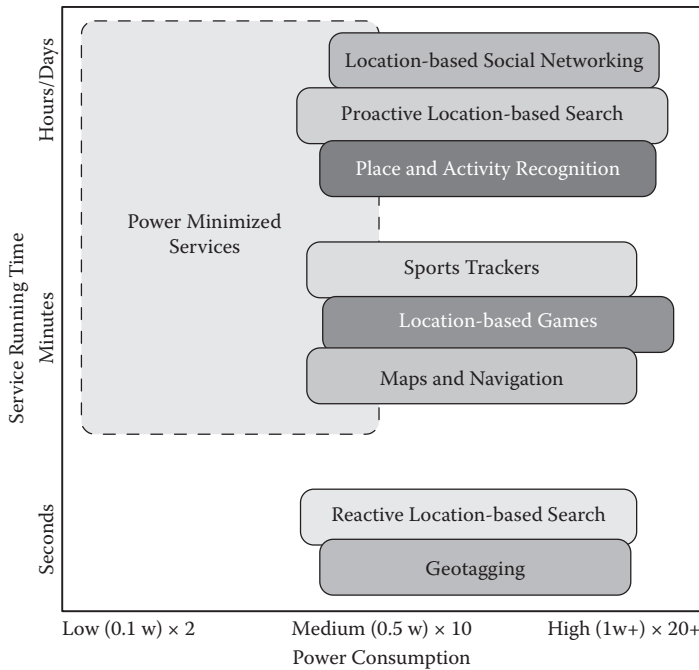 Service Running Time
Hours/Days
Minutes
Seconds
Location-based Social Networking
Proactive Location-based Search
Place and Activity Recognition
Power Minimized
Services
Sports Trackers
Location-based Games
Maps and Navigation
Reactive Location-based Search
Geotagging
Low (0.1 w) × 2
Medium (0.5 w) × 10
High (1w+) × 20+
Power Consumption